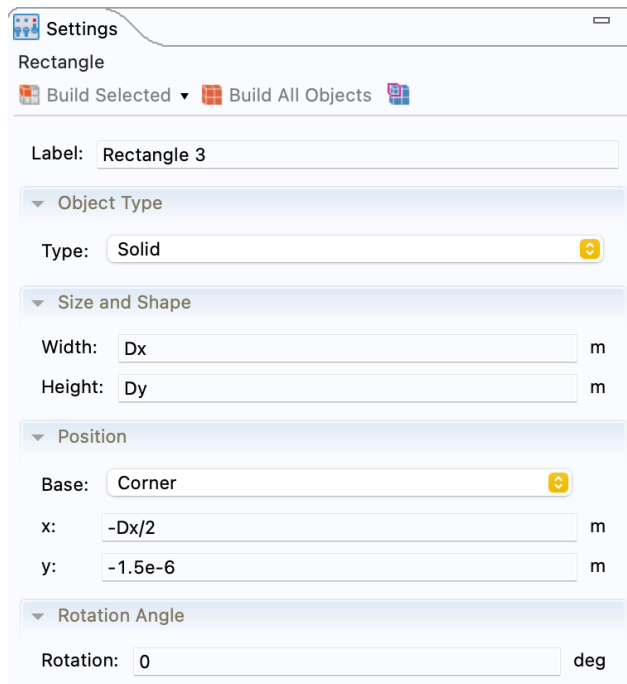 Settings
Rectangle
Build Selected Build All Objects
Label: Rectangle 3
Object Type
Type: Solid
Size and Shape
Width: Dx m
Height: Dy m
Position
Base: Corner
x: -Dx/2 m
y: -1.5e-6 m
Rotation Angle
Rotation: 0 deg